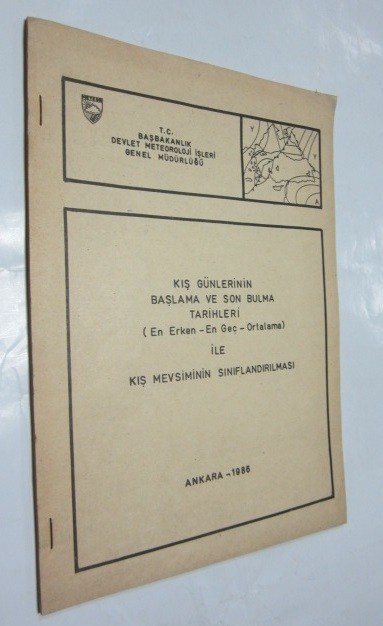 METEOR
T.C.
BAŞBAKANLIK
DEVLET METEOROLOJİ İŞLERİ
GENEL MÜDÜRLÜĞÜ
KIŞ GÜNLERİNİN
BAŞLAMA VE SON BULMA
TARİHLERİ
( En Erken - En Geç - Ortalama)
İLE
KIŞ MEVSİMİNİN SINIFLANDIRILMASI
ANKARA - 1986